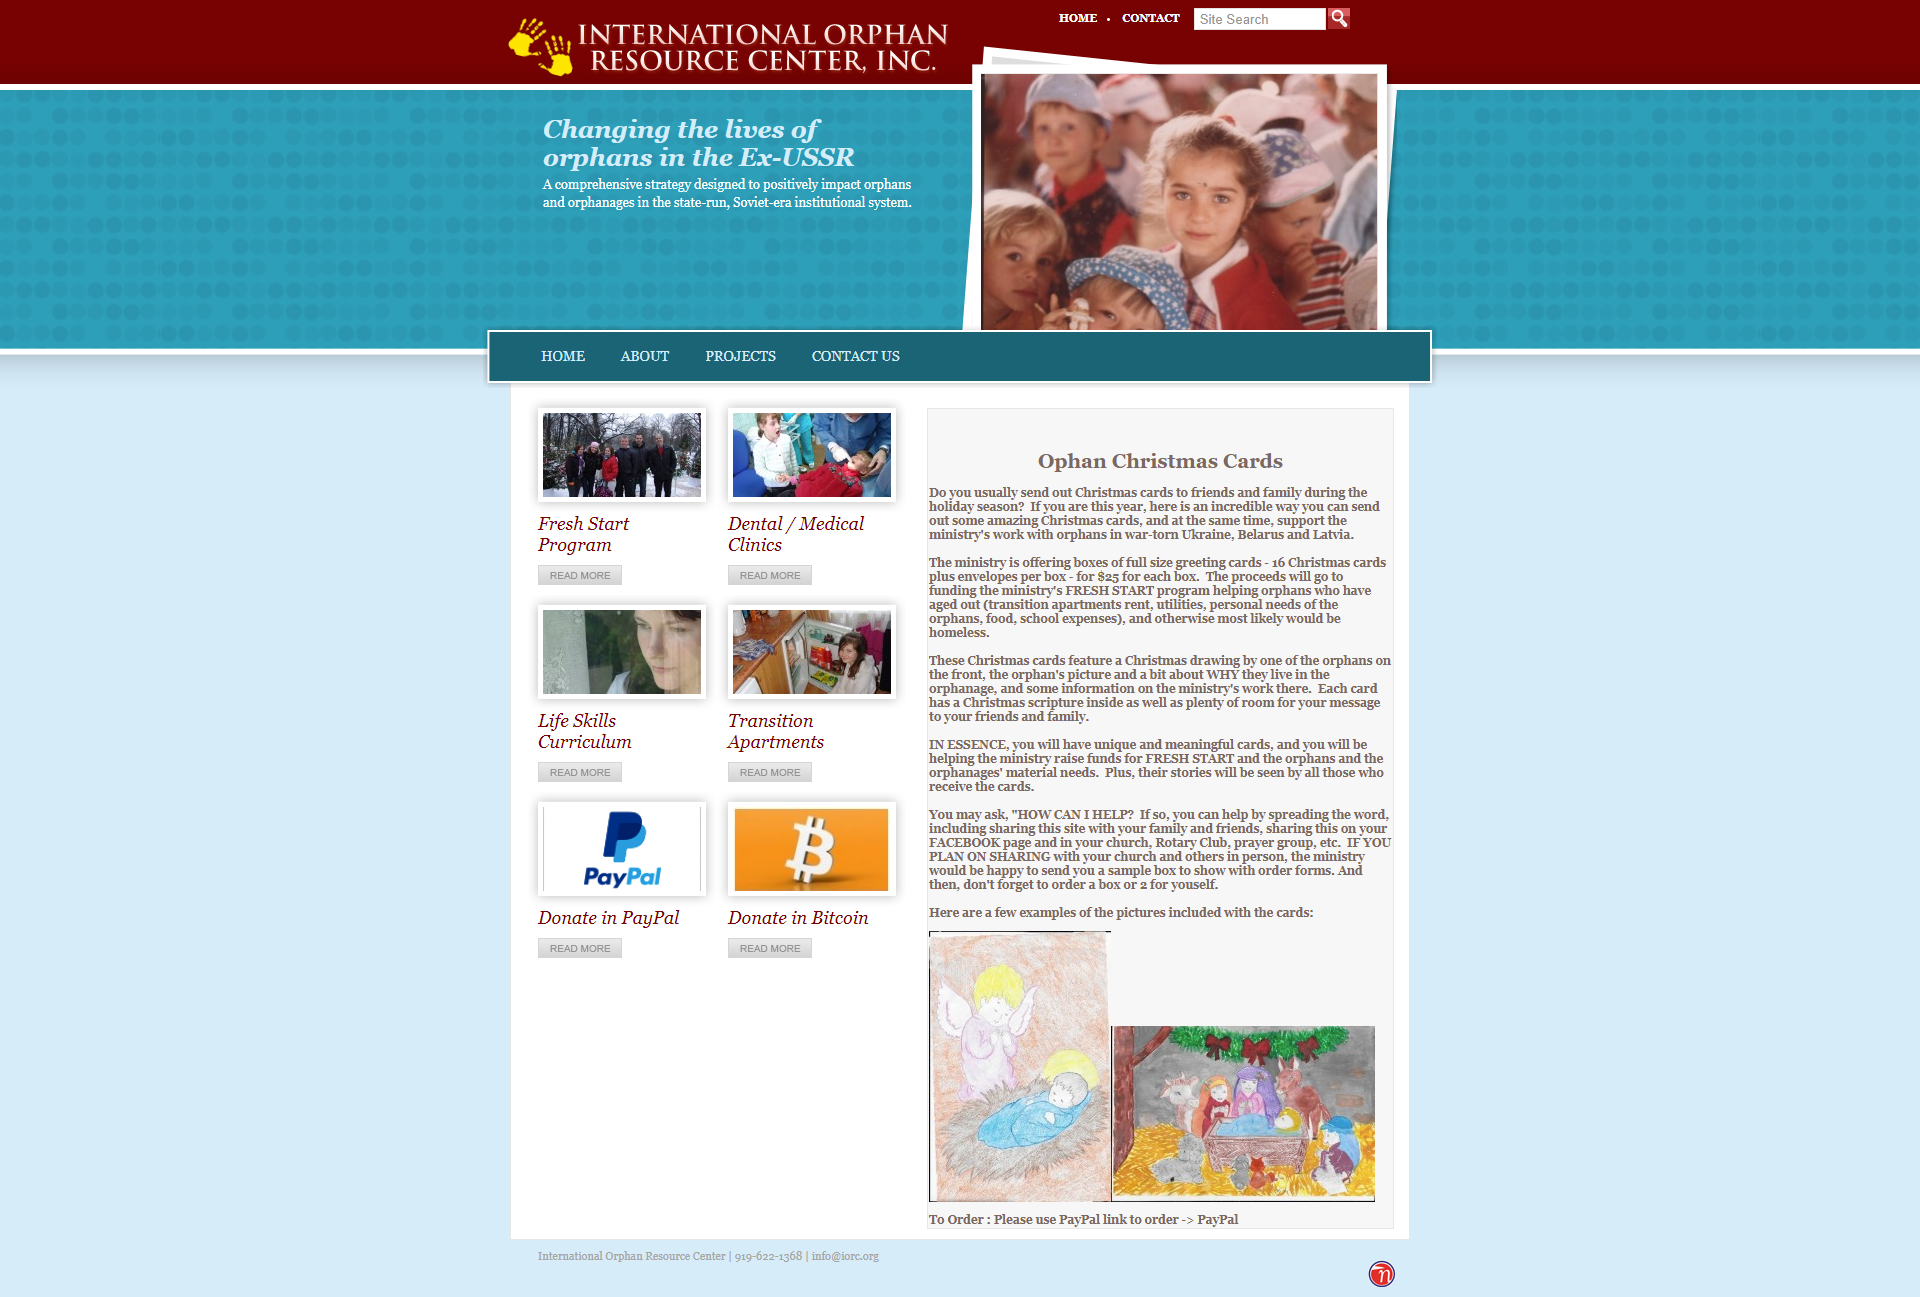 INTERNATIONAL ORPHAN
RESOURCE CENTER, INC.
HOME • CONTACT
Site Search
Changing the lives of
orphans in the Ex-USSR
A comprehensive strategy designed to positively impact orphans
and orphanages in the state-run, Soviet-era institutional system.
HOME ABOUT PROJECTS CONTACT US
Fresh Start
Program
READ MORE
Dental / Medical
Clinics
READ MORE
Life Skills
Curriculum
READ MORE
Transition
Apartments
READ MORE
PayPal
Donate in PayPal
READ MORE
Donate in Bitcoin
READ MORE
Ophan Christmas Cards
Do you usually send out Christmas cards to friends and family during the
holiday season?  If you are this year, here is an incredible way you can send
out some amazing Christmas cards, and at the same time, support the
ministry's work with orphans in war-torn Ukraine, Belarus and Latvia.
The ministry is offering boxes of full size greeting cards - 16 Christmas cards
plus envelopes per box - for $25 for each box.  The proceeds will go to
funding the ministry's FRESH START program helping orphans who have
aged out (transition apartments rent, utilities, personal needs of the
orphans, food, school expenses), and otherwise most likely would be
homeless.
These Christmas cards feature a Christmas drawing by one of the orphans on
the front, the orphan's picture and a bit about WHY they live in the
orphanage, and some information on the ministry's work there.  Each card
has a Christmas scripture inside as well as plenty of room for your message
to your friends and family.
IN ESSENCE, you will have unique and meaningful cards, and you will be
helping the ministry raise funds for FRESH START and the orphans and the
orphanages' material needs.  Plus, their stories will be seen by all those who
receive the cards.
You may ask, "HOW CAN I HELP?  If so, you can help by spreading the word,
including sharing this site with your family and friends, sharing this on your
FACEBOOK page and in your church, Rotary Club, prayer group, etc.  IF YOU
PLAN ON SHARING with your church and others in person, the ministry
would be happy to send you a sample box to show with order forms. And
then, don't forget to order a box or 2 for youself.
Here are a few examples of the pictures included with the cards:
To Order : Please use PayPal link to order -> PayPal
International Orphan Resource Center | 919-622-1368 | info@iorc.org